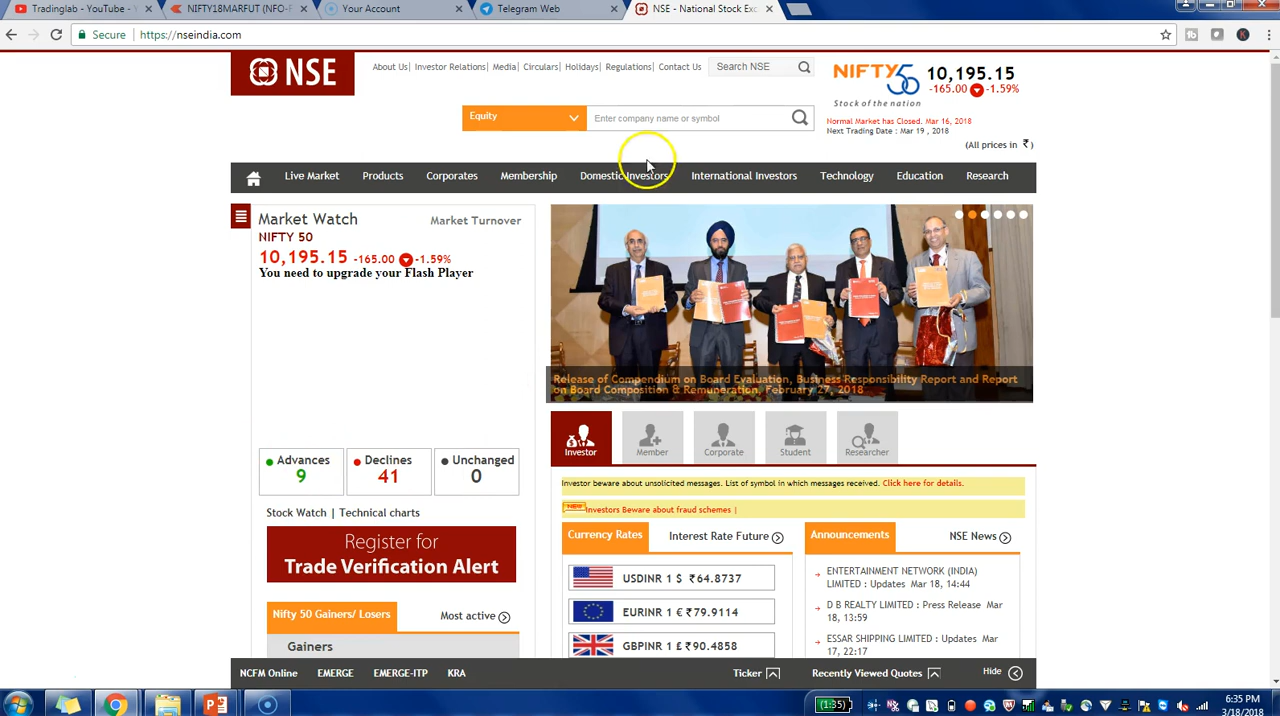 Tradinglab - YouTube -
NIFTY18MARFUT (NFO-F
Your Account
Telegram Web
NSE - National Stock Exc
Secure
https://nseindia.com
NSE
About Us| Investor Relations| Media| Circulars| Holidays| Regulations| Contact Us
Search NSE
NIFTY50
Stock of the nation
10,195.15
-165.00 -1.59%
Equity
Enter company name or symbol
Normal Market has Closed. Mar 16, 2018
Next Trading Date : Mar 19 , 2018
(All prices in ₹ )
Live Market Products Corporates Membership Domestic Investors International Investors Technology Education Research
Market Watch
Market Turnover
NIFTY 50
10,195.15 -165.00 -1.59%
You need to upgrade your Flash Player
Release of Compendium on Board Evaluation, Business Responsibility Report and Report
on Board Composition & Remuneration, February 27, 2018
Advances
9
Declines
41
Unchanged
0
Stock Watch | Technical charts
Register for
Trade Verification Alert
Nifty 50 Gainers/ Losers
Most active
Gainers
Investor
Member
Corporate
Student
Researcher
Investor beware about unsolicited messages. List of symbol in which messages received. Click here for details.
NEW Investors Beware about fraud schemes |
Currency Rates
Interest Rate Future
USDINR 1 $ ₹64.8737
EURINR 1 € ₹79.9114
GBPINR 1 £ ₹90.4858
Announcements
NSE News
ENTERTAINMENT NETWORK (INDIA)
LIMITED : Updates Mar 18, 14:44
D B REALTY LIMITED : Press Release Mar
18, 13:59
ESSAR SHIPPING LIMITED : Updates Mar
17, 22:17
NCFM Online EMERGE EMERGE-ITP KRA
Ticker
Recently Viewed Quotes
Hide
(1:35)
6:35 PM
3/18/2018